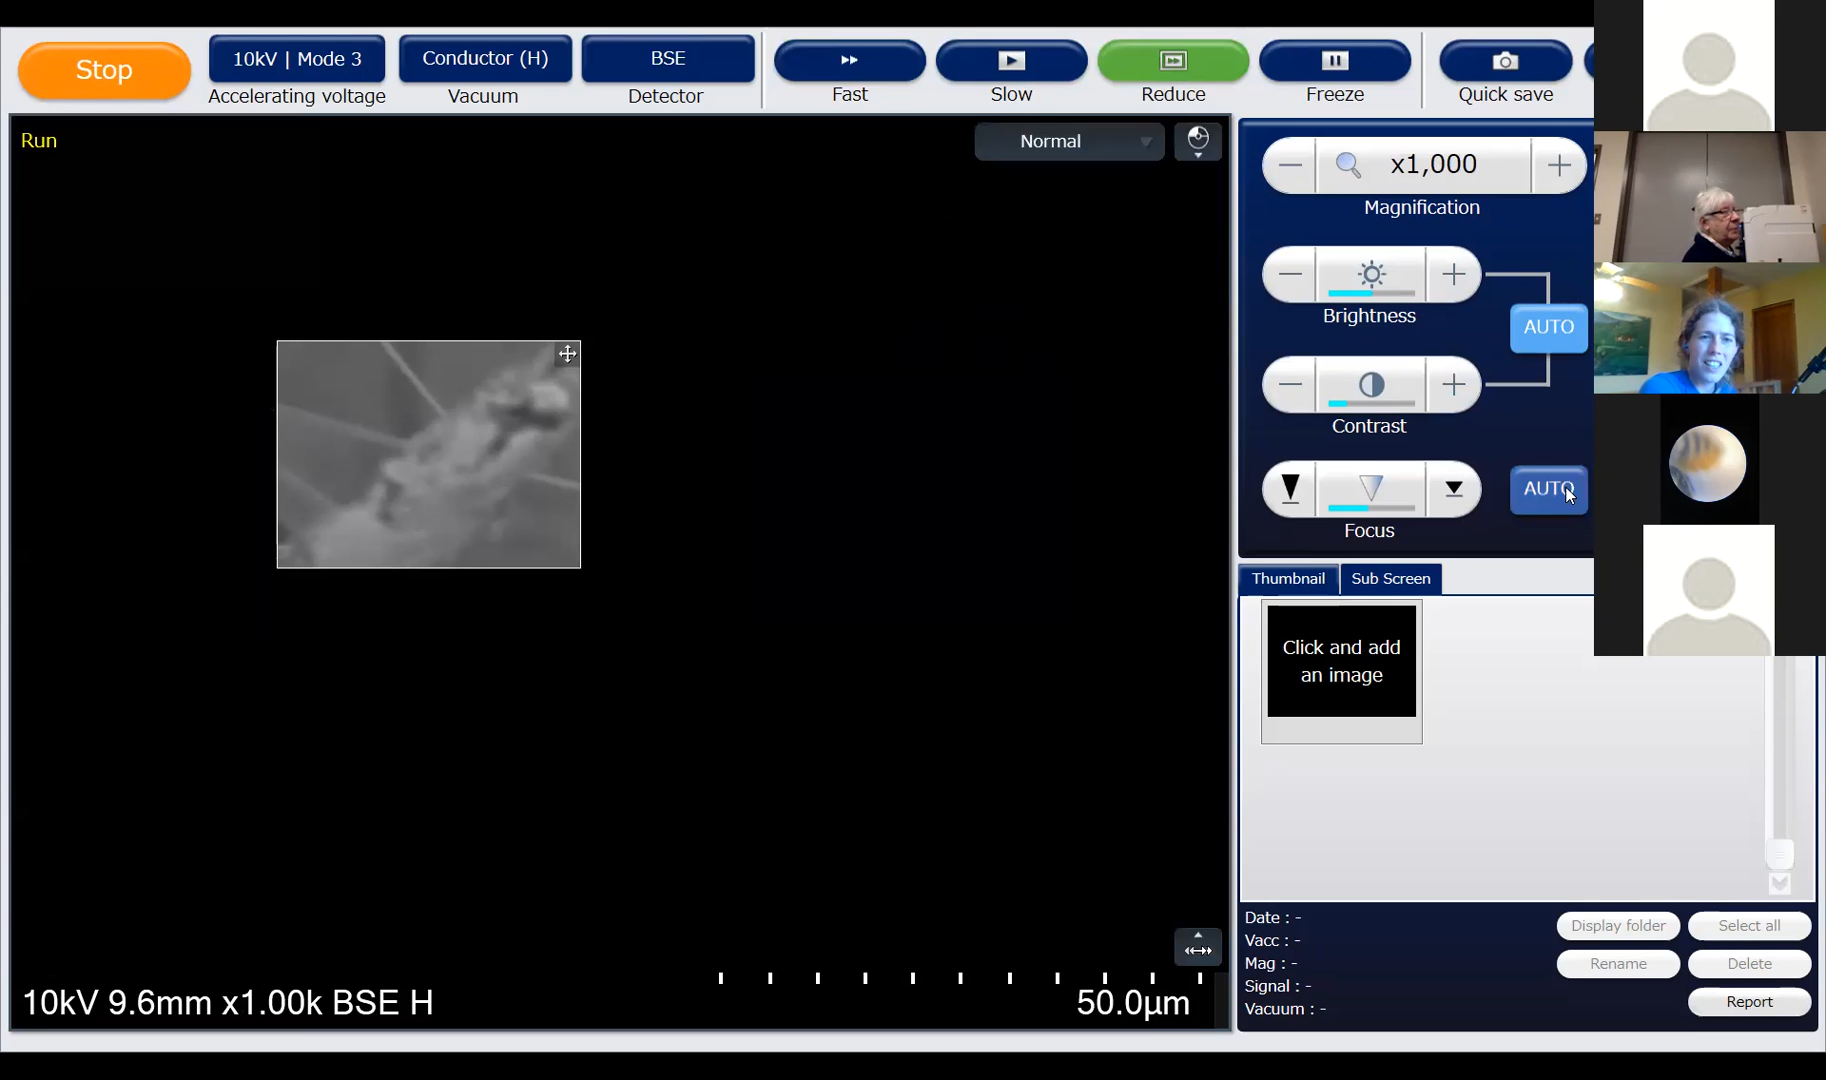 Stop
10kV | Mode 3
Accelerating voltage
Conductor (H)
Vacuum
BSE
Detector
Fast
Slow
Reduce
Freeze
Quick save
Run
Normal
x1,000
Magnification
Brightness
AUTO
Contrast
AUTO
Focus
Thumbnail
Sub Screen
Click and add
an image
Date : -
Vacc : -
Mag : -
Signal : -
Vacuum : -
Display folder
Select all
Rename
Delete
Report
10kV 9.6mm x1.00k BSE H
50.0µm